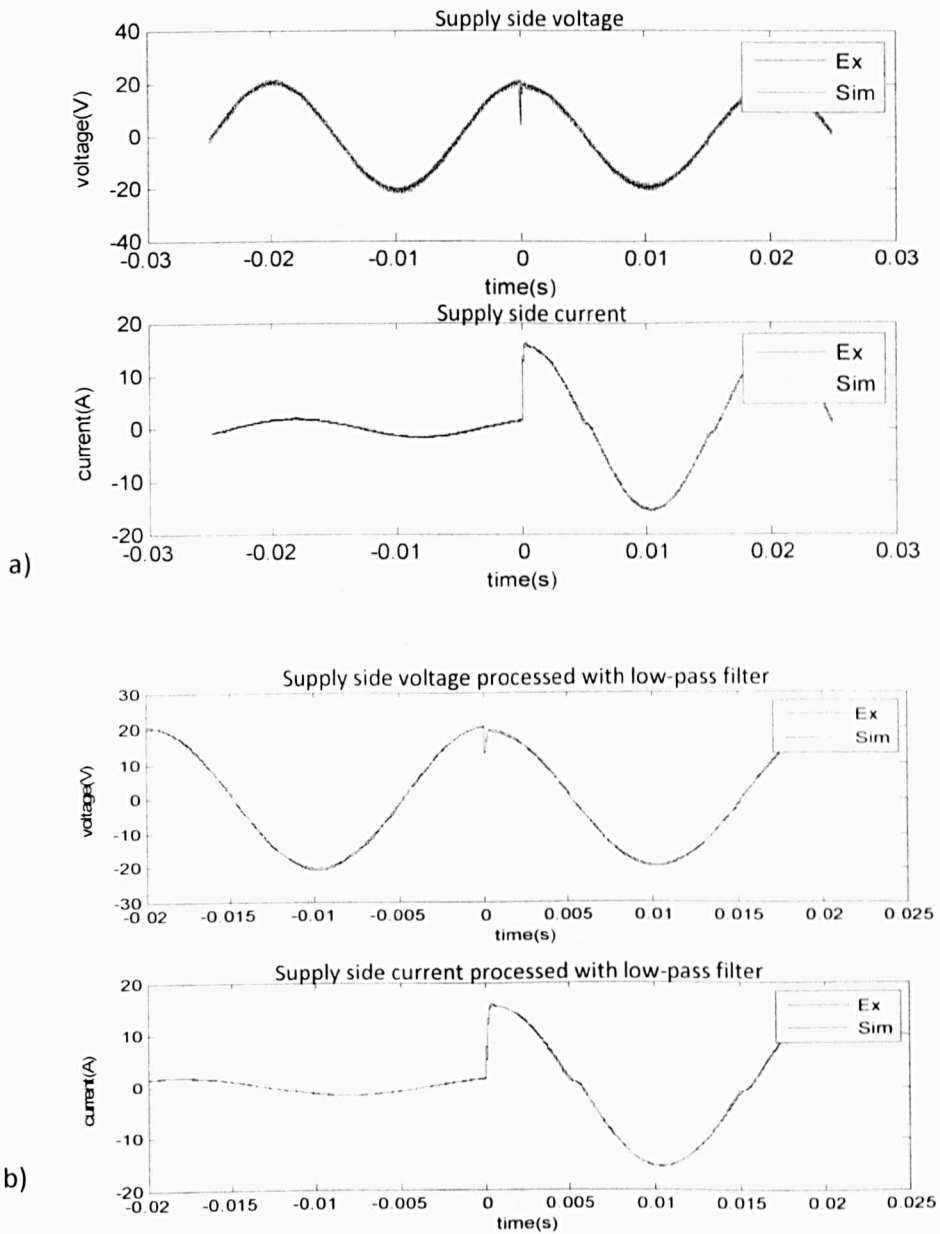 Supply side voltage
40
20
0
-20
-40
voltage(V)
Ex
Sim
-0.03 -0.02 -0.01 0 0.01 0.02 0.03
time(s)
Supply side current
20
10
0
-10
-20
current(A)
Ex
Sim
-0.03 -0.02 -0.01 0 0.01 0.02 0.03
time(s)
a)
Supply side voltage processed with low-pass filter
30
20
10
0
-10
-20
-30
voltage(V)
Ex
Sim
-0.02 -0.015 -0.01 -0.005 0 0.005 0.01 0.015 0.02 0.025
time(s)
Supply side current processed with low-pass filter
20
10
0
-10
-20
current(A)
Ex
Sim
-0.02 -0.015 -0.01 -0.005 0 0.005 0.01 0.015 0.02 0.025
time(s)
b)